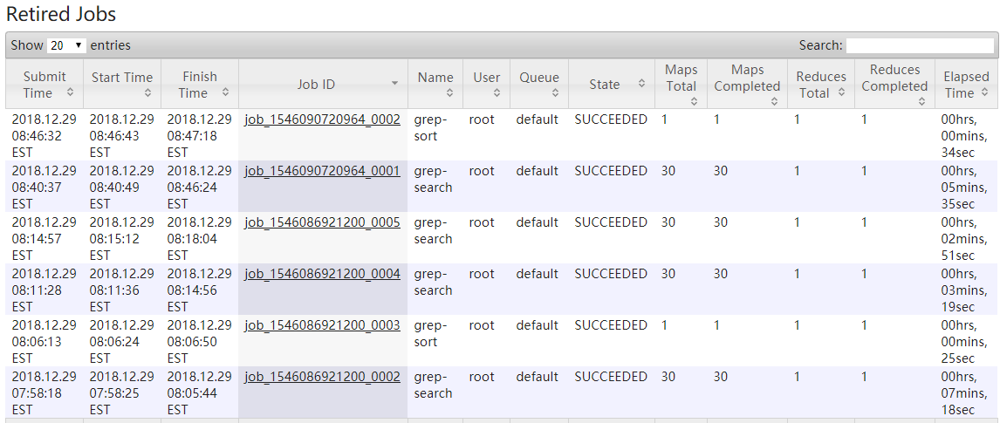 Retired Jobs
Show 20 entries Search:
Submit Time Start Time Finish Time Job ID Name User Queue State Maps Total Maps Completed Reduces Total Reduces Completed Elapsed Time
2018.12.29 2018.12.29 2018.12.29 job_1546090720964_0002 grep- root default SUCCEEDED 1 1 1 1 00hrs,
08:46:32 08:46:43 08:47:18 sort 00mins,
EST EST EST 34sec
2018.12.29 2018.12.29 2018.12.29 job_1546090720964_0001 grep- root default SUCCEEDED 30 30 1 1 00hrs,
08:40:37 08:40:49 08:46:24 search 05mins,
EST EST EST 35sec
2018.12.29 2018.12.29 2018.12.29 job_1546086921200_0005 grep- root default SUCCEEDED 30 30 1 1 00hrs,
08:14:57 08:15:12 08:18:04 search 02mins,
EST EST EST 51sec
2018.12.29 2018.12.29 2018.12.29 job_1546086921200_0004 grep- root default SUCCEEDED 30 30 1 1 00hrs,
08:11:28 08:11:36 08:14:56 search 03mins,
EST EST EST 19sec
2018.12.29 2018.12.29 2018.12.29 job_1546086921200_0003 grep- root default SUCCEEDED 1 1 1 1 00hrs,
08:06:13 08:06:24 08:06:50 sort 00mins,
EST EST EST 25sec
2018.12.29 2018.12.29 2018.12.29 job_1546086921200_0002 grep- root default SUCCEEDED 30 30 1 1 00hrs,
07:58:18 07:58:25 08:05:44 search 07mins,
EST EST EST 18sec